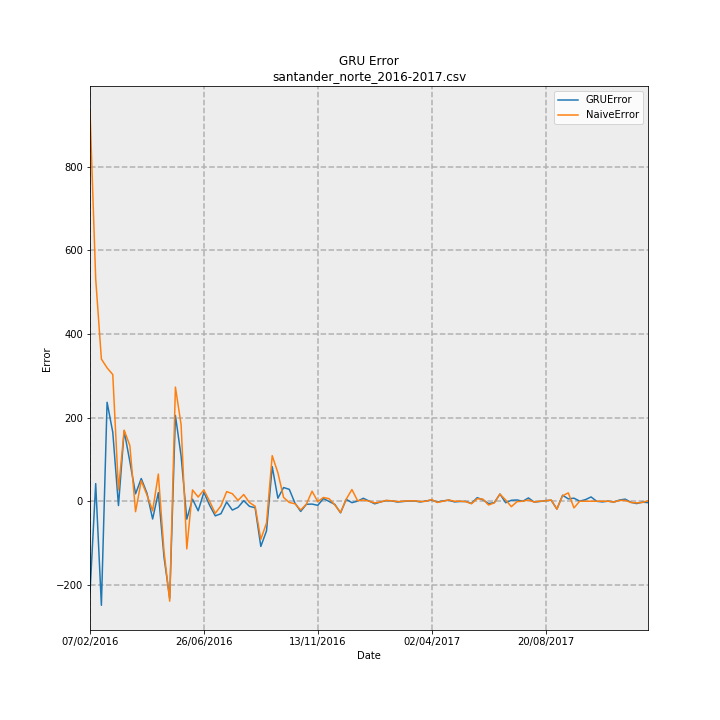 GRU Error
santander_norte_2016-2017.csv
GRUError
NaiveError
800
600
400
200
0
−200
Error
07/02/2016 26/06/2016 13/11/2016 02/04/2017 20/08/2017
Date